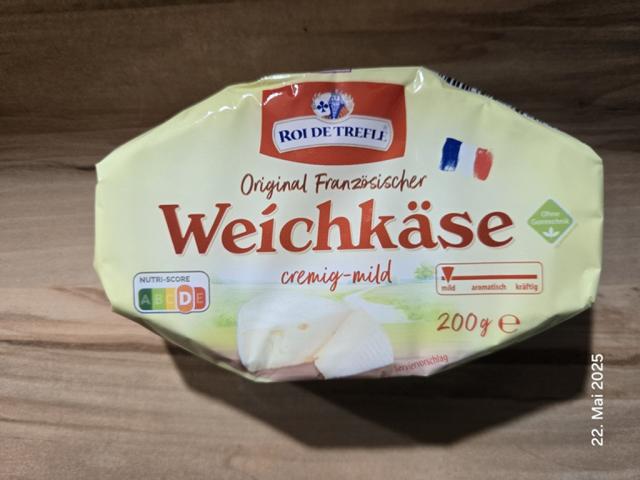 ROI DE TREFLE
Original Französischer
Weichkäse
Ohne
Gentechnik
cremig-mild
NUTRI-SCORE
ABCDE
mild aromatisch kräftig
200g e
Serviervorschlag
22. Mai 2025